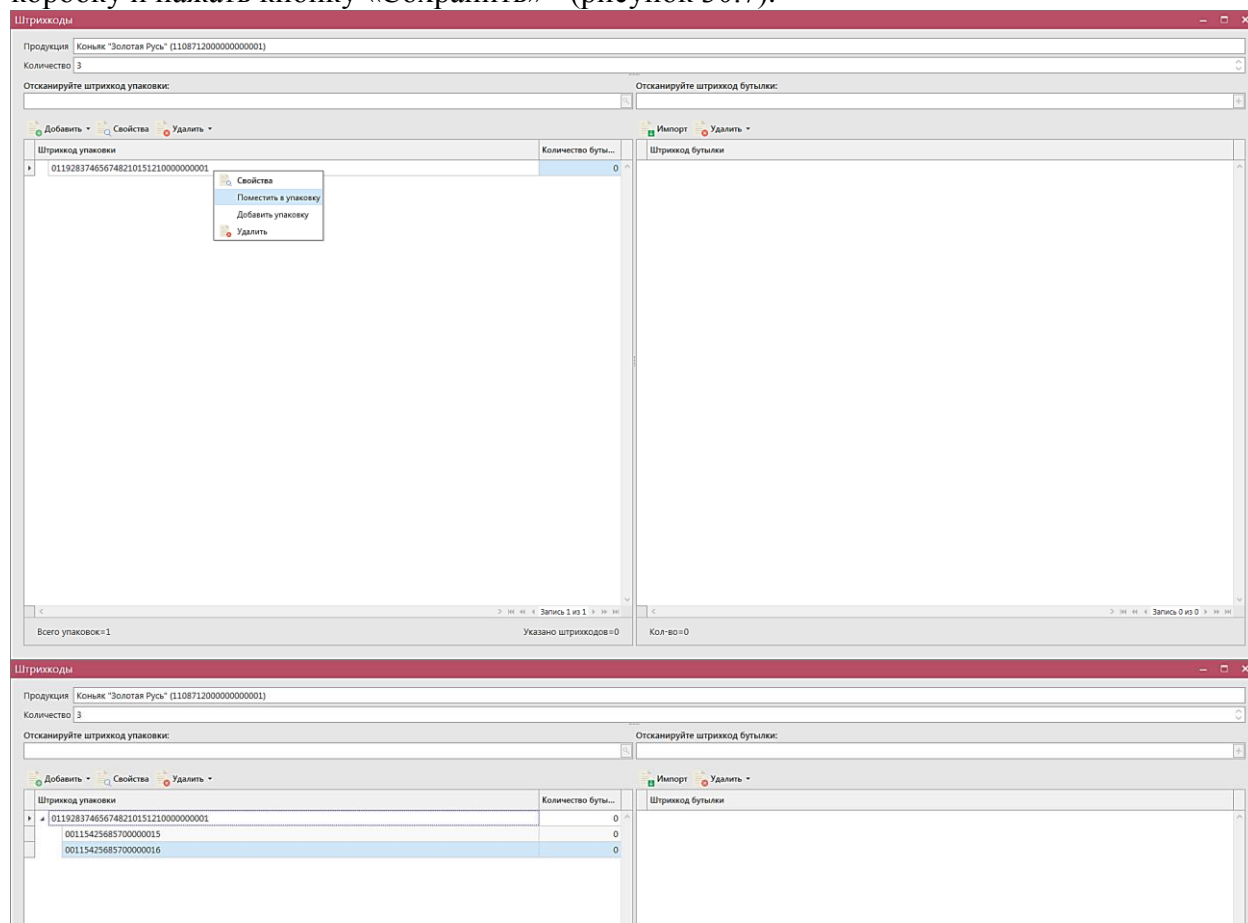 коробку и нажать кнопку «Сохранить» – (рисунок 30.7).
Штрихкоды
Продукция Коньяк "Золотая Русь" (1108712000000000001)
Количество 3
Отсканируйте штрихкод упаковки: Отсканируйте штрихкод бутылки:
Добавить Свойства Удалить Импорт Удалить
Штрихкод упаковки Количество буты... Штрихкод бутылки
01192837465674821015121000000001 0
Свойства
Поместить в упаковку
Добавить упаковку
Удалить
Запись 1 из 1 Запись 0 из 0
Всего упаковок=1 Указано штрихкодов=0 Кол-во=0
Штрихкоды
Продукция Коньяк "Золотая Русь" (1108712000000000001)
Количество 3
Отсканируйте штрихкод упаковки: Отсканируйте штрихкод бутылки:
Добавить Свойства Удалить Импорт Удалить
Штрихкод упаковки Количество буты... Штрихкод бутылки
01192837465674821015121000000001 0
00115425685700000015 0
00115425685700000016 0